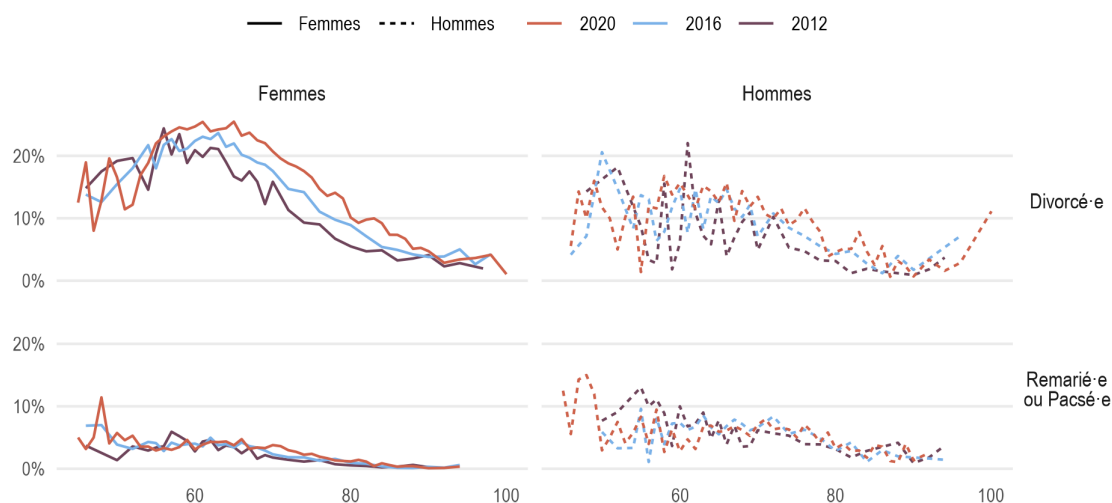 Femmes Hommes 2020 2016 2012
Femmes Hommes
20%
10%
0%
Divorcé·e
20%
10%
0%
Remarié·e
ou Pacsé·e
60 80 100 60 80 100